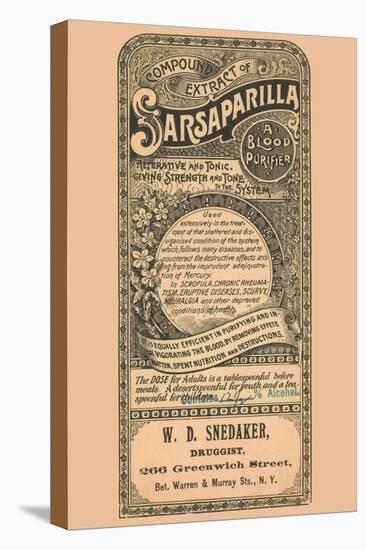 COMPOUND
EXTRACT OF
SARSAPARILLA
A
BLOOD
PURIFIER
ALTERATIVE AND TONIC,
GIVING STRENGTH AND TONE
TO THE SYSTEM.
Used
extensively in the treat-
ment of that shattered and dis-
organized condition of the system
which follows many diseases, and to
counteract the destructive effects aris-
ing from the imprudent administra-
tion of Mercury.
In SCROFULA, CHRONIC RHEUMA-
TISM, ERUPTIVE DISEASES, SCURVY,
NEURALGIA and other depraved
conditions of health,
IT IS EQUALLY EFFICIENT IN PURIFYING AND IN-
VIGORATING THE BLOOD, BY REMOVING EFFETE
MATTER, SPENT NUTRITION AND DESTRUCTIONS.
The DOSE for Adults is a tablespoonful before
meals. A desertspoonful for youth and a tea-
spoonful for children.
Contains % Alcohol.
W. D. SNEDAKER,
DRUGGIST,
266 Greenwich Street,
Bet. Warren & Murray Sts., N. Y.